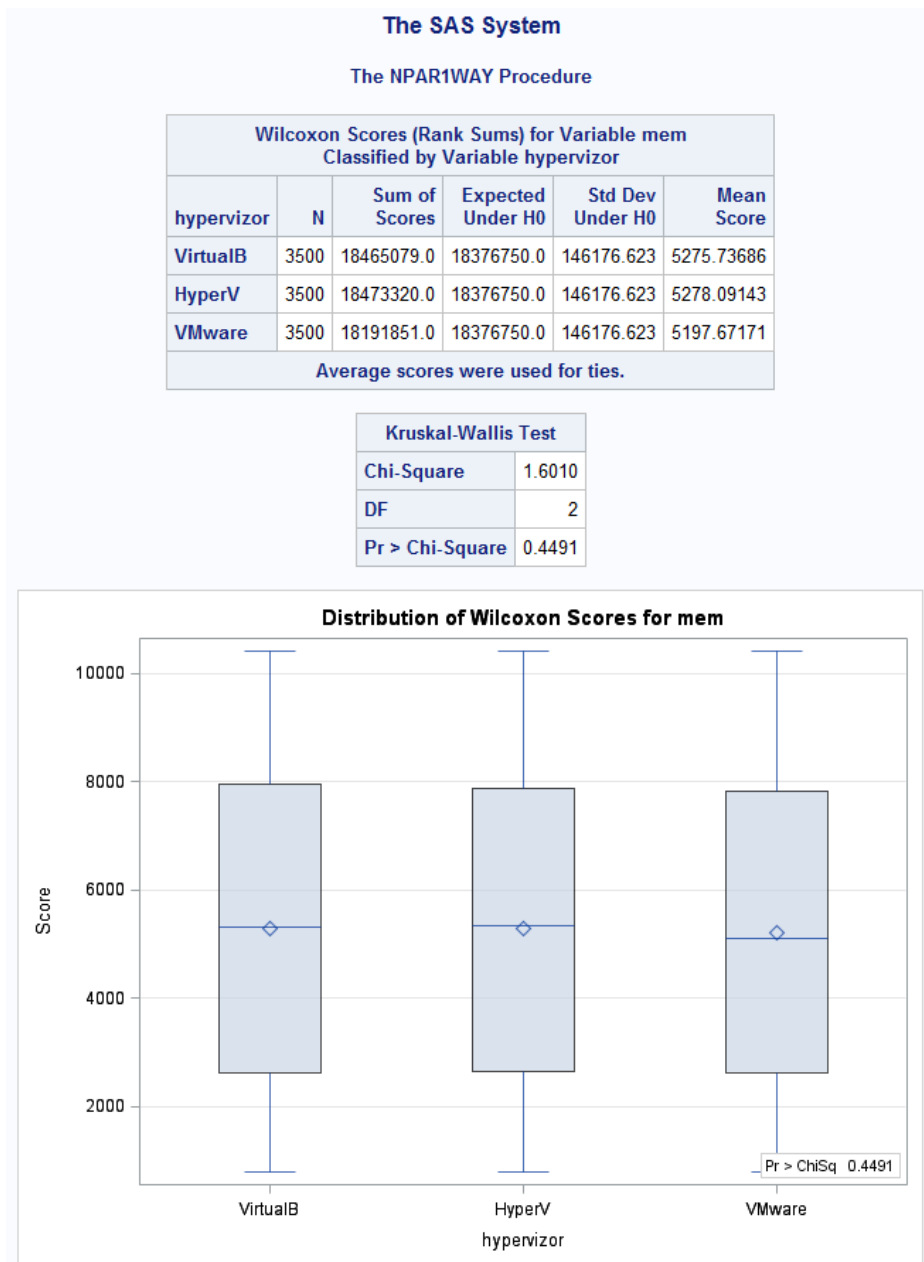 The SAS System
The NPAR1WAY Procedure
Wilcoxon Scores (Rank Sums) for Variable mem
Classified by Variable hypervizor
hypervizor N Sum of Scores Expected Under H0 Std Dev Under H0 Mean Score
VirtualB 3500 18465079.0 18376750.0 146176.623 5275.73686
HyperV 3500 18473320.0 18376750.0 146176.623 5278.09143
VMware 3500 18191851.0 18376750.0 146176.623 5197.67171
Average scores were used for ties.
Kruskal-Wallis Test
Chi-Square 1.6010
DF 2
Pr > Chi-Square 0.4491
Distribution of Wilcoxon Scores for mem
10000
8000
6000
4000
2000
Score
Pr > ChiSq 0.4491
VirtualB HyperV VMware
hypervizor